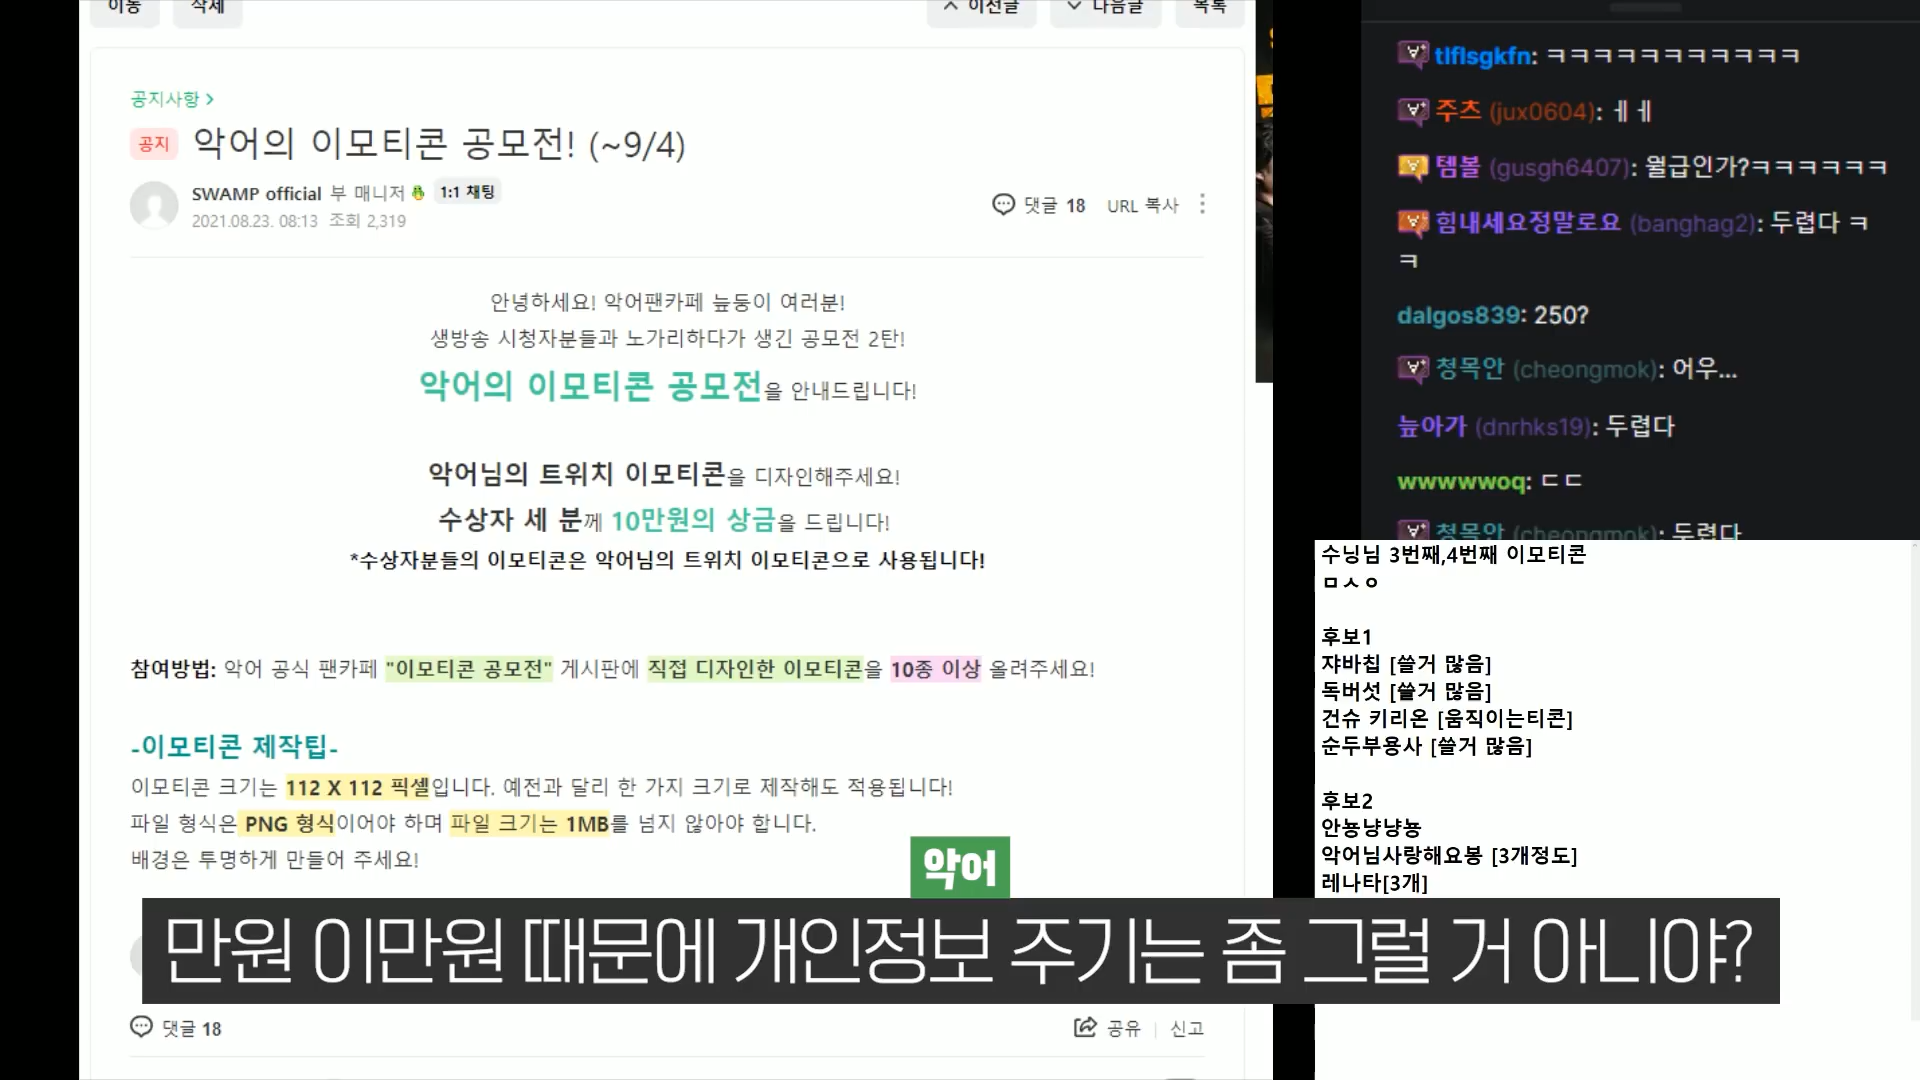 이동
삭제
이전글
다음글
목록
공지사항 >
공지 악어의 이모티콘 공모전! (~9/4)
SWAMP official 부 매니저 1:1 채팅
2021.08.23. 08:13 조회 2,319
댓글 18 URL 복사
안녕하세요! 악어팬카페 늪둥이 여러분!
생방송 시청자분들과 노가리하다가 생긴 공모전 2탄!
악어의 이모티콘 공모전을 안내드립니다!
악어님의 트위치 이모티콘을 디자인해주세요!
수상자 세 분께 10만원의 상금을 드립니다!
*수상자분들의 이모티콘은 악어님의 트위치 이모티콘으로 사용됩니다!
참여방법: 악어 공식 팬카페 "이모티콘 공모전" 게시판에 직접 디자인한 이모티콘을 10종 이상 올려주세요!
-이모티콘 제작팁-
이모티콘 크기는 112 X 112 픽셀입니다. 예전과 달리 한 가지 크기로 제작해도 적용됩니다!
파일 형식은 PNG 형식이어야 하며 파일 크기는 1MB를 넘지 않아야 합니다.
배경은 투명하게 만들어 주세요!
악어
만원 이만원 때문에 개인정보 주기는 좀 그럴 거 아니야?
댓글 18
공유 신고
tlflsgkfn: ㅋㅋㅋㅋㅋㅋㅋㅋㅋㅋㅋ
주츠 (jux0604): ㅔㅔ
템볼 (gusgh6407): 월급인가?ㅋㅋㅋㅋㅋㅋ
힘내세요정말로요 (banghag2): 두렵다 ㅋ
ㅋ
dalgos839: 250?
청목안 (cheongmok): 어우...
늪아가 (dnrhks19): 두렵다
wwwwwoq: ㄷㄷ
청목안 (cheongmok): 두렵다
수닝님 3번째,4번째 이모티콘
ㅁㅅㅇ
후보1
쟈바칩 [쓸거 많음]
독버섯 [쓸거 많음]
건슈 키리온 [움직이는티콘]
순두부용사 [쓸거 많음]
후보2
안뇽냥냥뇽
악어님사랑해요봉 [3개정도]
레나타[3개]